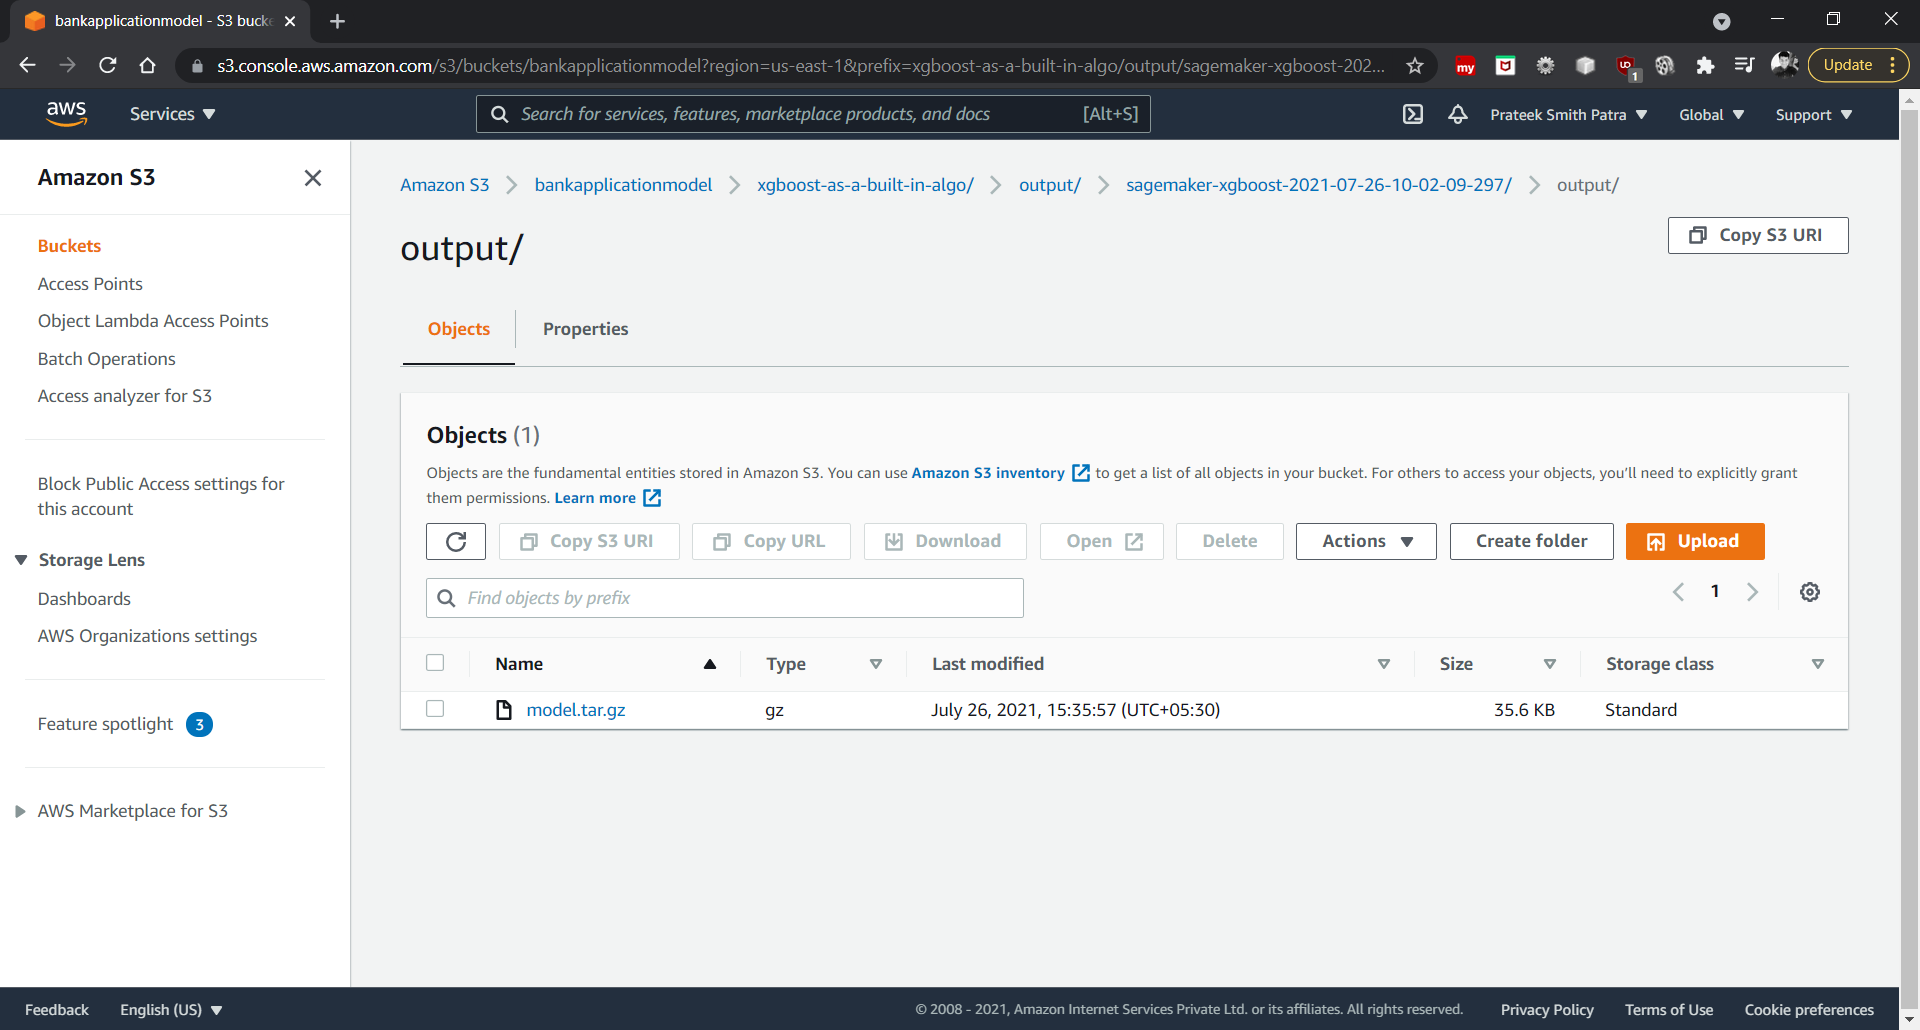 bankapplicationmodel - S3 bucke
s3.console.aws.amazon.com/s3/buckets/bankapplicationmodel?region=us-east-1&prefix=xgboost-as-a-built-in-algo/output/sagemaker-xgboost-202...
my
1
Update
aws
Services
Search for services, features, marketplace products, and docs
[Alt+S]
Prateek Smith Patra
Global
Support
Amazon S3
Buckets
Access Points
Object Lambda Access Points
Batch Operations
Access analyzer for S3
Block Public Access settings for
this account
Storage Lens
Dashboards
AWS Organizations settings
Feature spotlight 3
AWS Marketplace for S3
Amazon S3 > bankapplicationmodel > xgboost-as-a-built-in-algo/ > output/ > sagemaker-xgboost-2021-07-26-10-02-09-297/ > output/
output/
Copy S3 URI
Objects
Properties
Objects (1)
Objects are the fundamental entities stored in Amazon S3. You can use Amazon S3 inventory to get a list of all objects in your bucket. For others to access your objects, you’ll need to explicitly grant
them permissions. Learn more
Copy S3 URI
Copy URL
Download
Open
Delete
Actions
Create folder
Upload
Find objects by prefix
1
Name Type Last modified Size Storage class
model.tar.gz gz July 26, 2021, 15:35:57 (UTC+05:30) 35.6 KB Standard
Feedback
English (US)
© 2008 - 2021, Amazon Internet Services Private Ltd. or its affiliates. All rights reserved.
Privacy Policy
Terms of Use
Cookie preferences